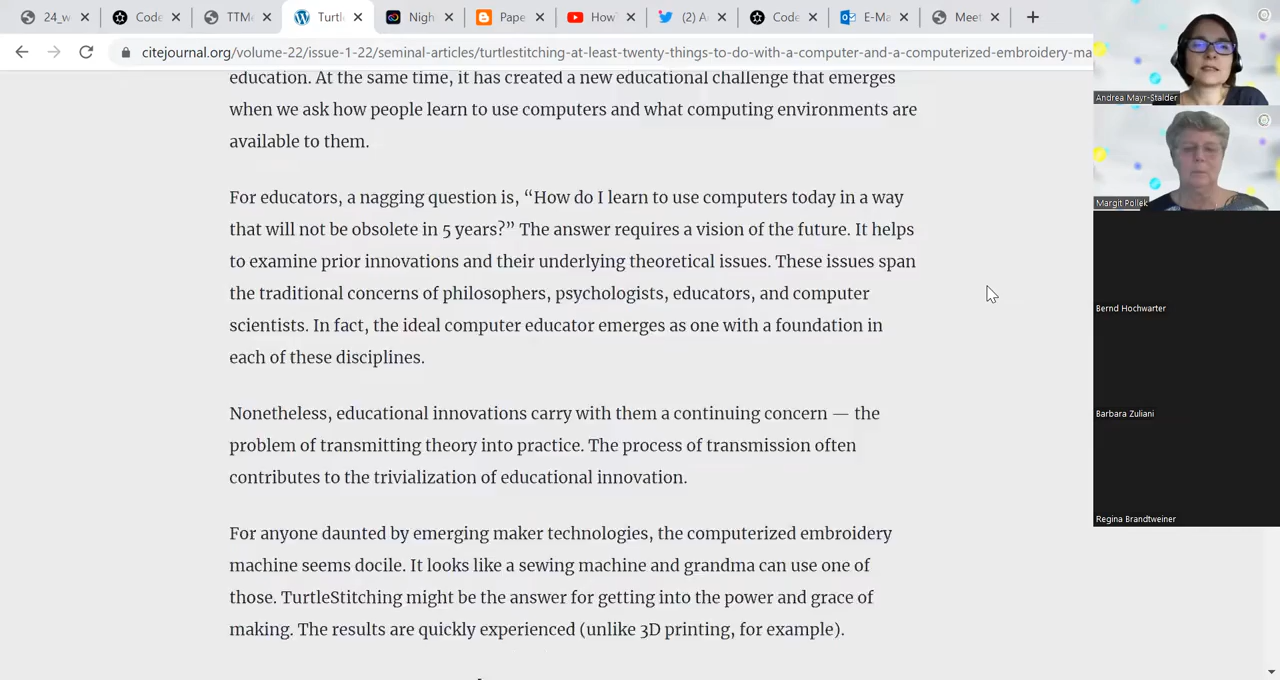 24_w
Code
TTM
Turtl
Nigh
Pape
How
(2) A
Code
E-Ma
Meet
citejournal.org/volume-22/issue-1-22/seminal-articles/turtlestitching-at-least-twenty-things-to-do-with-a-computer-and-a-computerized-embroidery-ma
education. At the same time, it has created a new educational challenge that emerges
when we ask how people learn to use computers and what computing environments are
available to them.
For educators, a nagging question is, “How do I learn to use computers today in a way
that will not be obsolete in 5 years?” The answer requires a vision of the future. It helps
to examine prior innovations and their underlying theoretical issues. These issues span
the traditional concerns of philosophers, psychologists, educators, and computer
scientists. In fact, the ideal computer educator emerges as one with a foundation in
each of these disciplines.
Nonetheless, educational innovations carry with them a continuing concern — the
problem of transmitting theory into practice. The process of transmission often
contributes to the trivialization of educational innovation.
For anyone daunted by emerging maker technologies, the computerized embroidery
machine seems docile. It looks like a sewing machine and grandma can use one of
those. TurtleStitching might be the answer for getting into the power and grace of
making. The results are quickly experienced (unlike 3D printing, for example).
Andrea Mayr-Stalder
Margit Pollek
Bernd Hochwarter
Barbara Zuliani
Regina Brandtweiner